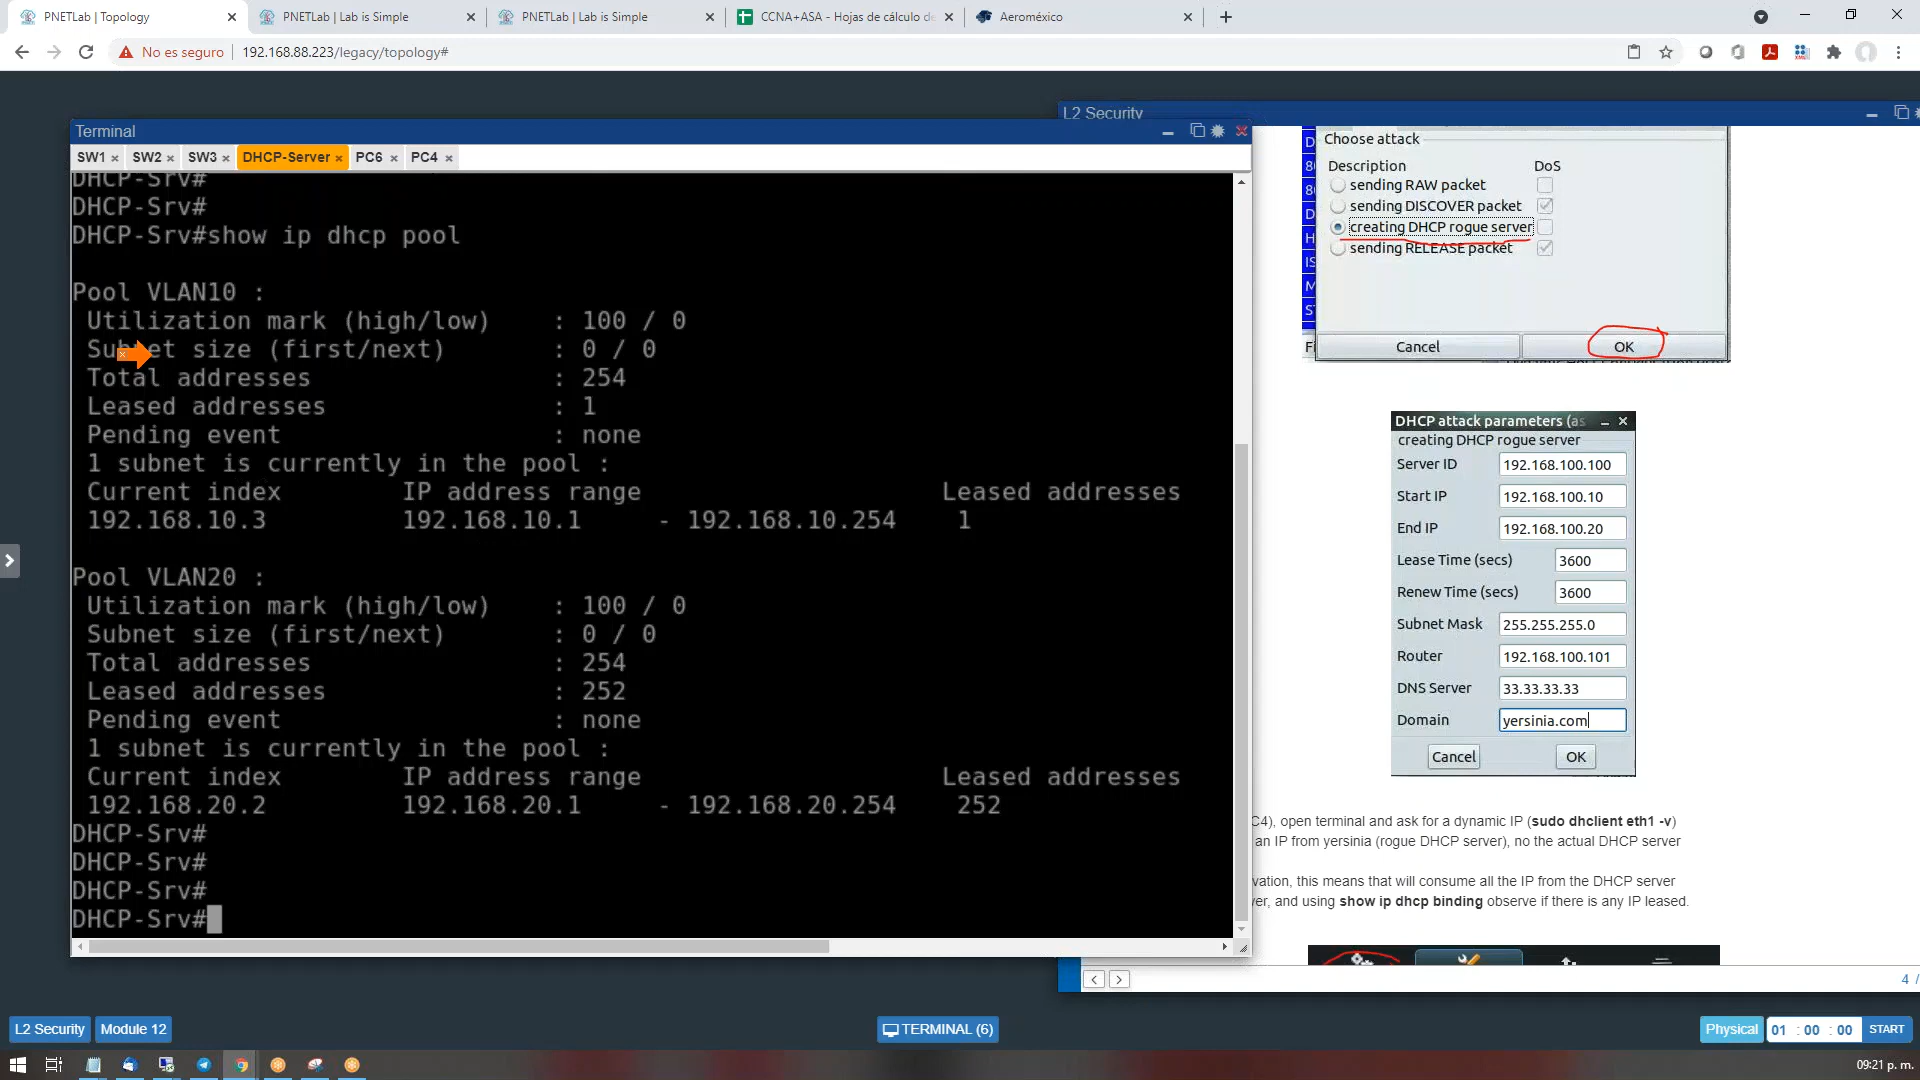 PNETLab | Topology
PNETLab | Lab is Simple
PNETLab | Lab is Simple
CCNA+ASA - Hojas de cálculo de
Aeroméxico
No es seguro
192.168.88.223/legacy/topology#
L2 Security
Terminal
SW1
SW2
SW3
DHCP-Server
PC6
PC4
DHCP-Srv#
DHCP-Srv#
DHCP-Srv#show ip dhcp pool
Pool VLAN10 :
Utilization mark (high/low) : 100 / 0
Subnet size (first/next) : 0 / 0
Total addresses : 254
Leased addresses : 1
Pending event : none
1 subnet is currently in the pool :
Current index IP address range Leased addresses
192.168.10.3 192.168.10.1 - 192.168.10.254 1
Pool VLAN20 :
Utilization mark (high/low) : 100 / 0
Subnet size (first/next) : 0 / 0
Total addresses : 254
Leased addresses : 252
Pending event : none
1 subnet is currently in the pool :
Current index IP address range Leased addresses
192.168.20.2 192.168.20.1 - 192.168.20.254 252
DHCP-Srv#
DHCP-Srv#
DHCP-Srv#
DHCP-Srv#
Choose attack
Description DoS
sending RAW packet
sending DISCOVER packet
creating DHCP rogue server
sending RELEASE packet
Cancel OK
DHCP attack parameters (as
creating DHCP rogue server
Server ID 192.168.100.100
Start IP 192.168.100.10
End IP 192.168.100.20
Lease Time (secs) 3600
Renew Time (secs) 3600
Subnet Mask 255.255.255.0
Router 192.168.100.101
DNS Server 33.33.33.33
Domain yersinia.com
Cancel OK
C4), open terminal and ask for a dynamic IP (sudo dhclient eth1 -v)
an IP from yersinia (rogue DHCP server), no the actual DHCP server
vation, this means that will consume all the IP from the DHCP server
er, and using show ip dhcp binding observe if there is any IP leased.
4 /
L2 Security
Module 12
TERMINAL (6)
Physical
01 : 00 : 00
START
09:21 p. m.